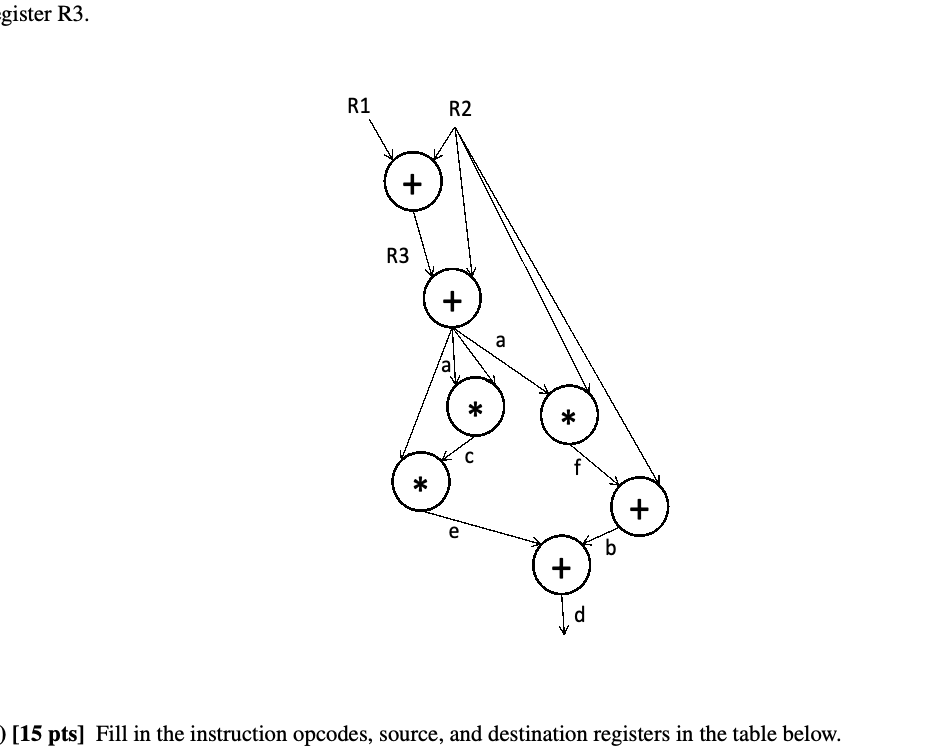 gister R3.
R1 R2
+
R3
+
a
a
*
*
c
f
*
+
e
b
+
d
) [15 pts] Fill in the instruction opcodes, source, and destination registers in the table below.